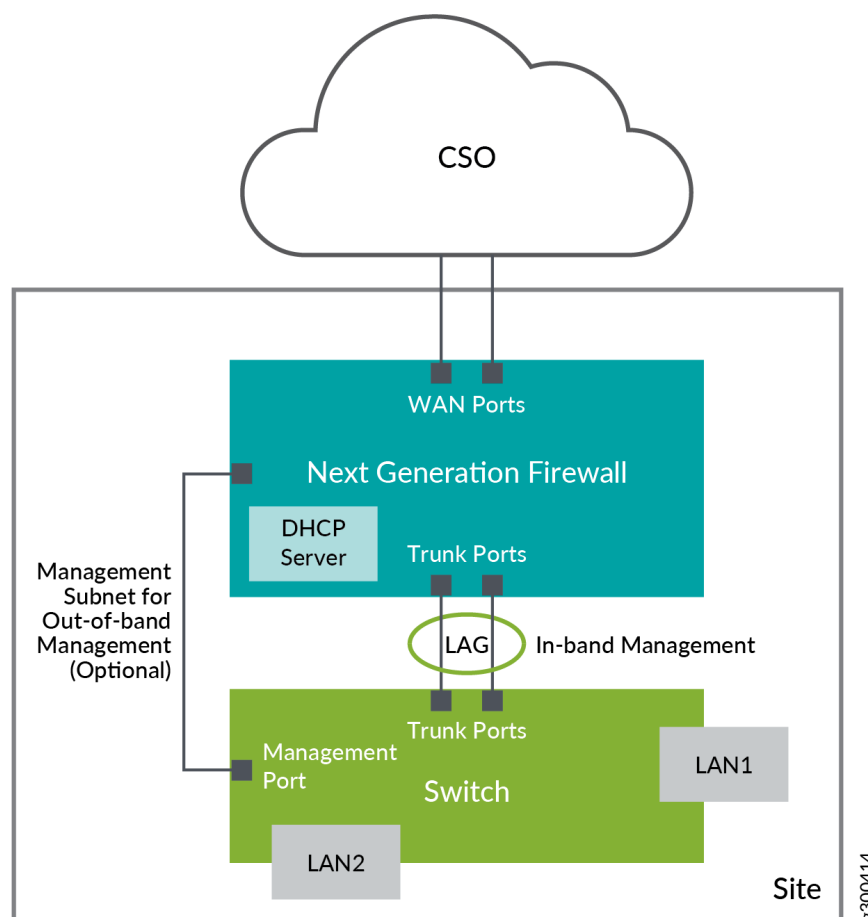 CSO
WAN Ports
Next Generation Firewall
DHCP
Server
Trunk Ports
Management
Subnet for
Out-of-band
Management
(Optional)
LAG
In-band Management
Trunk Ports
Management
Port
Switch
LAN1
LAN2
Site